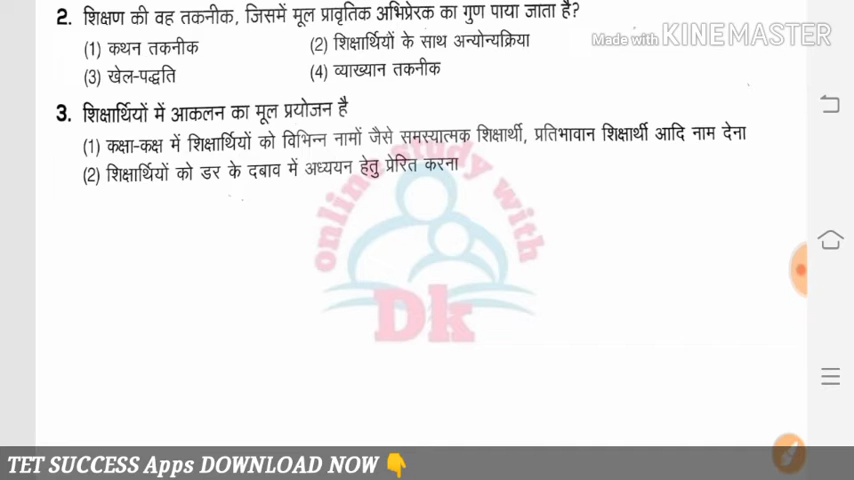 2. शिक्षण की वह तकनीक, जिसमें मूल प्रावृतिक अभिप्रेरक का गुण पाया जाता है?
Made with KINEMASTER
(1) कथन तकनीक (2) शिक्षार्थियों के साथ अन्योन्यक्रिया
(3) खेल-पद्धति (4) व्याख्यान तकनीक
3. शिक्षार्थियों में आकलन का मूल प्रयोजन है
(1) कक्षा-कक्ष में शिक्षार्थियों को विभिन्न नामों जैसे समस्यात्मक शिक्षार्थी, प्रतिभावान शिक्षार्थी आदि नाम देना
(2) शिक्षार्थियों को डर के दबाव में अध्ययन हेतु प्रेरित करना
online study with
Dk
TET SUCCESS Apps DOWNLOAD NOW 👇